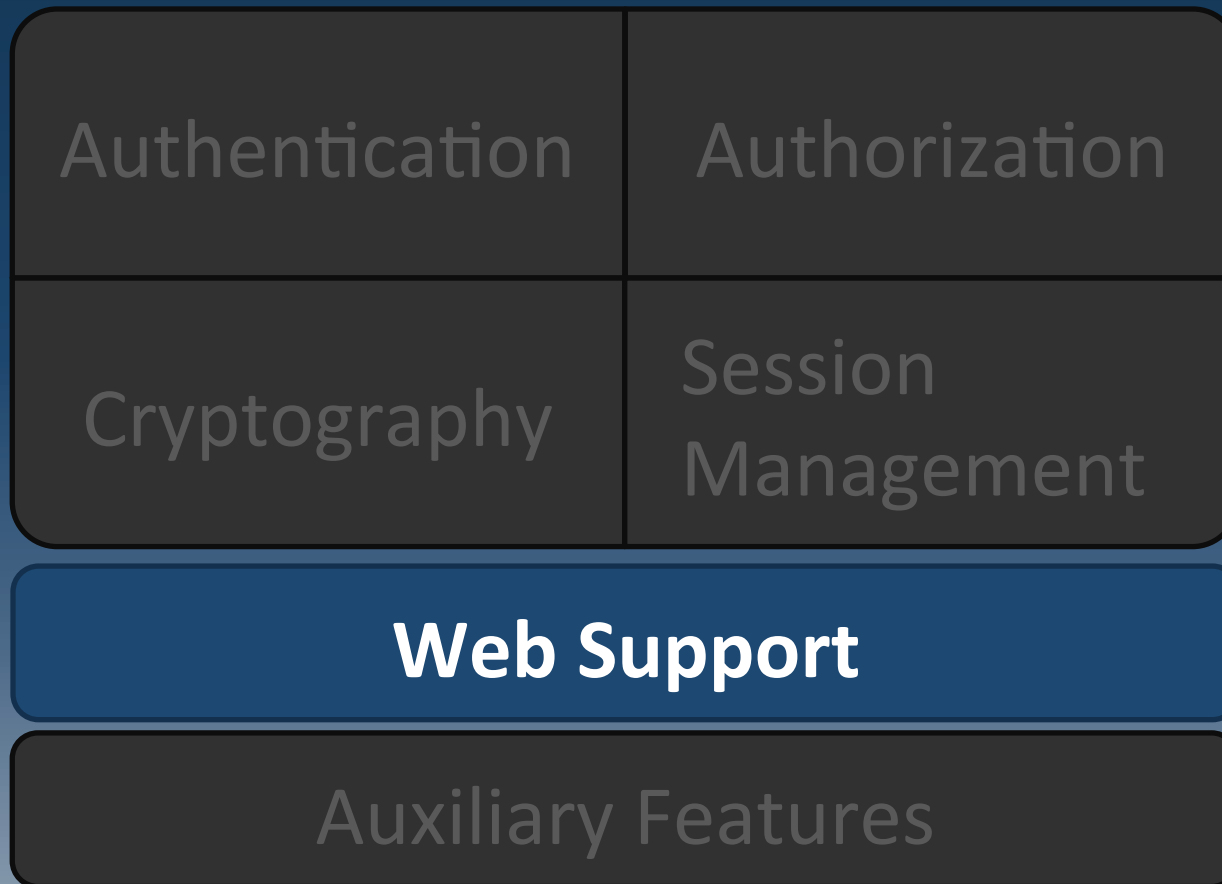 Authentication
Authorization
Cryptography
Session
Management
Web Support
Auxiliary Features